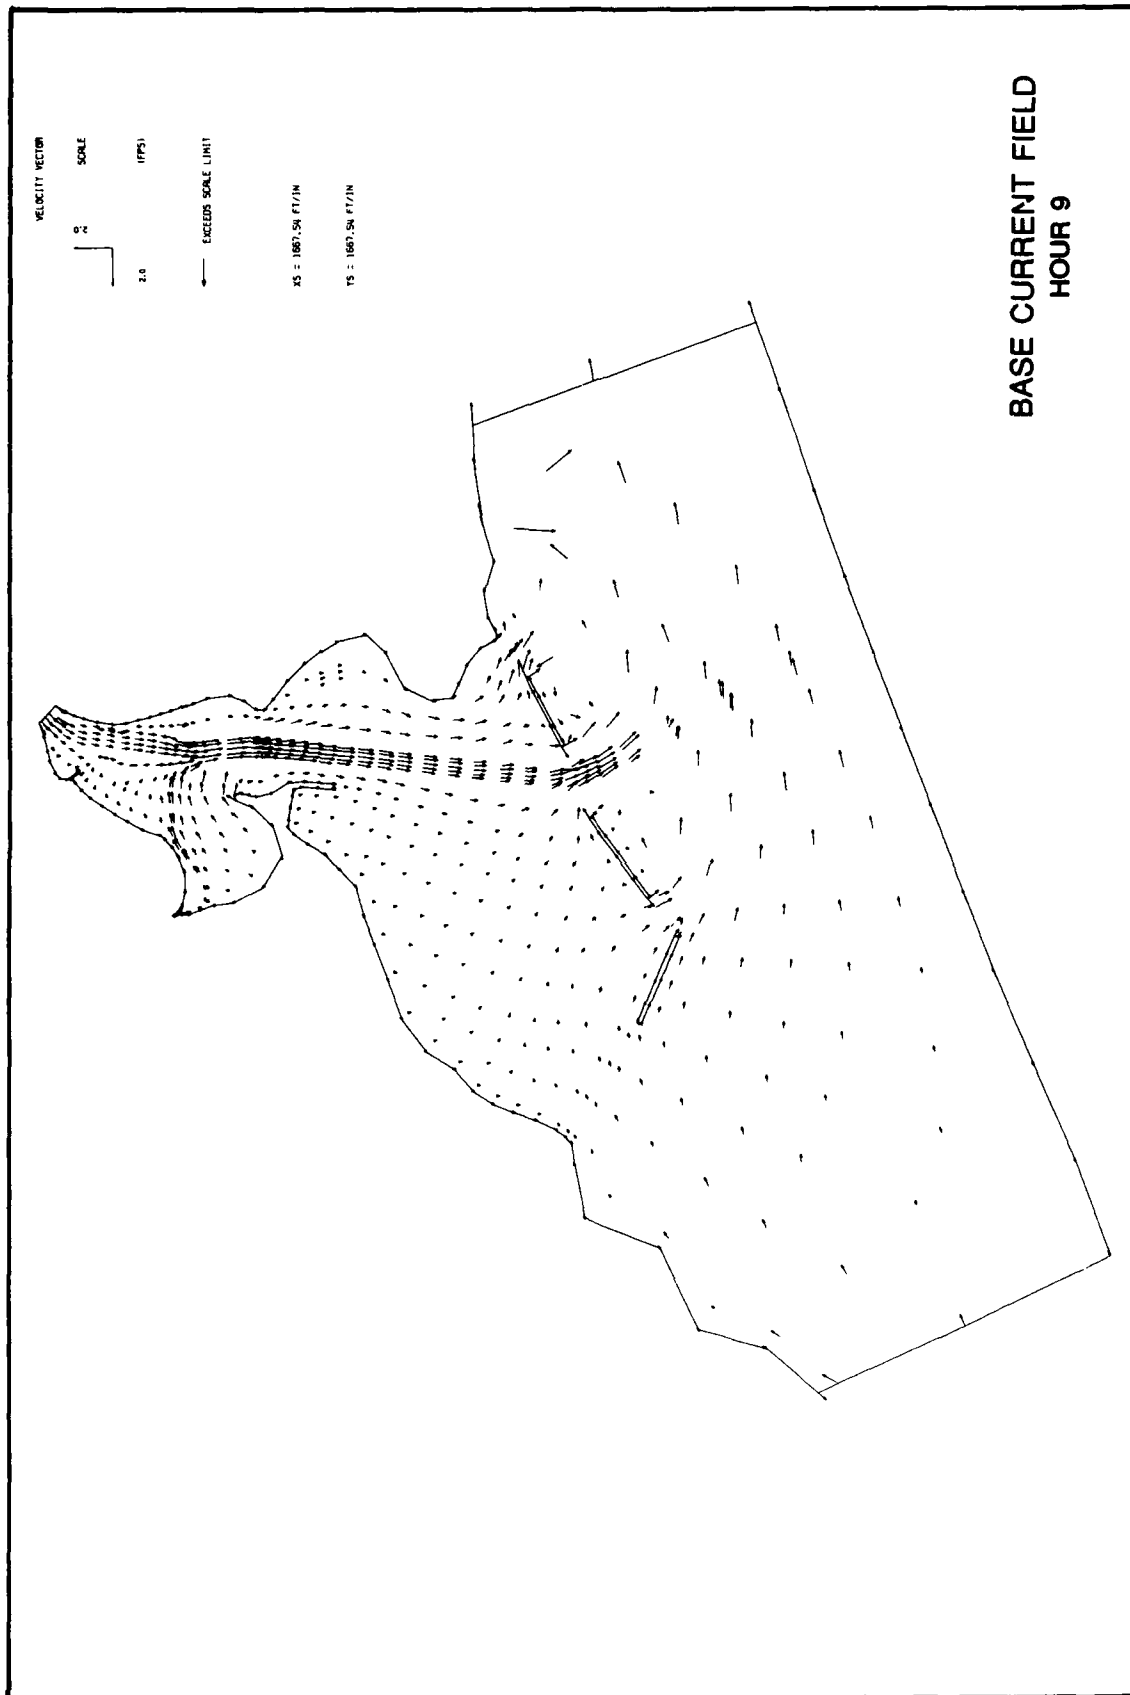 VELOCITY VECTOR
SCALE
2.0
2.0 (FPS)
EXCEEDS SCALE LIMIT
XS = 1667.54 FT/IN
YS = 1667.54 FT/IN
BASE CURRENT FIELD
HOUR 9